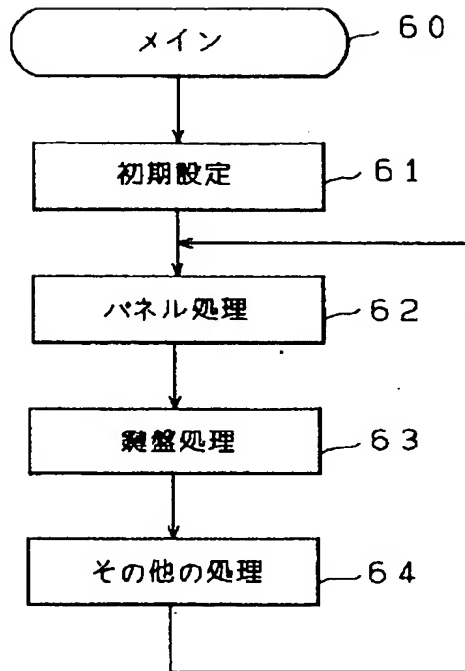 メイン 60
初期設定 61
パネル処理 62
鍵盤処理 63
その他の処理 64